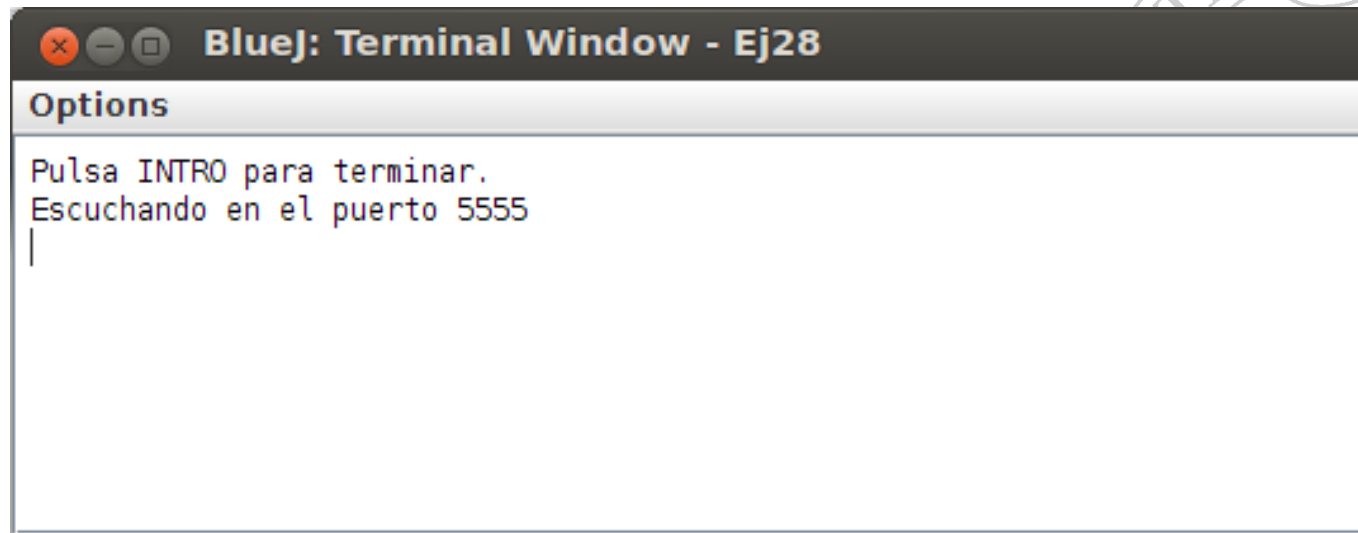 BlueJ: Terminal Window - Ej28
Options
Pulsa INTRO para terminar.
Escuchando en el puerto 5555